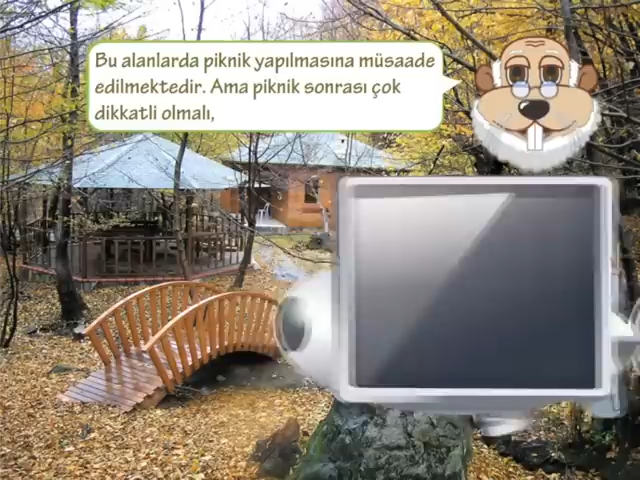 Bu alanlarda piknik yapılmasına müsaade
edilmektedir. Ama piknik sonrası çok
dikkatli olmalı,